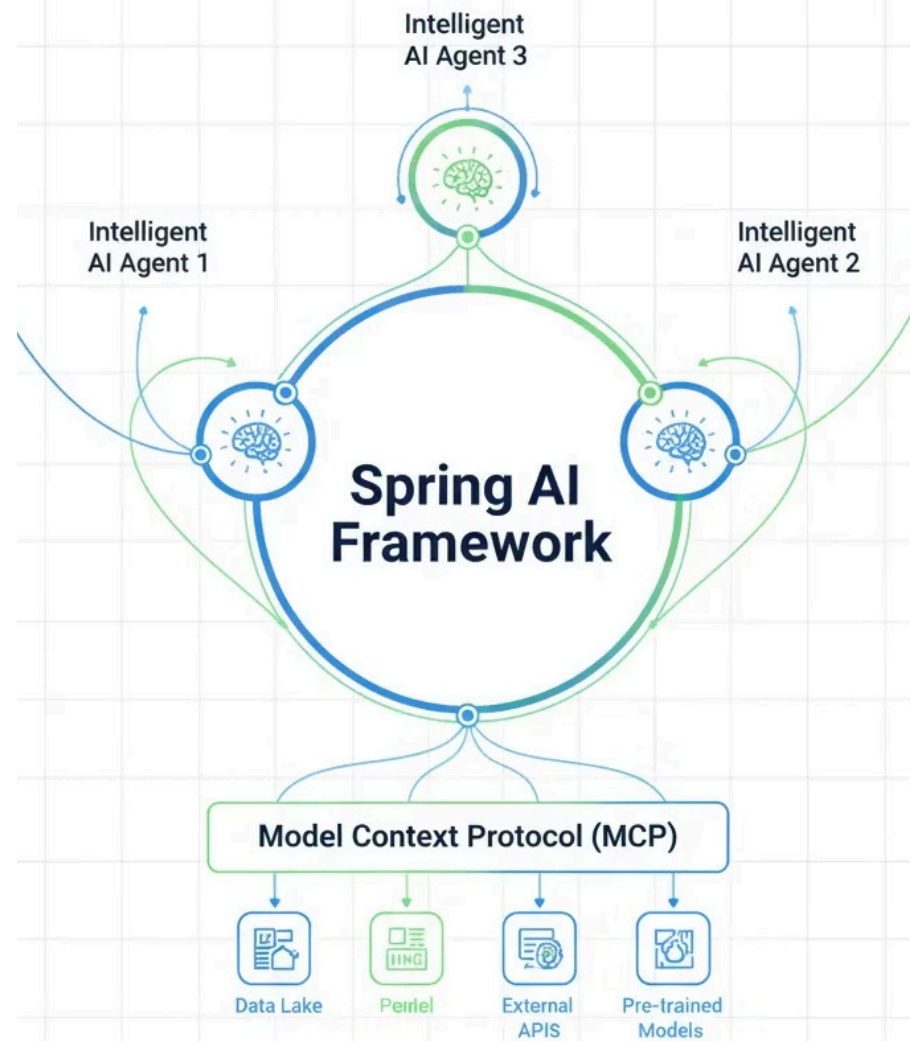 Intelligent
AI Agent 3
Intelligent
AI Agent 1
Intelligent
AI Agent 2
Spring AI
Framework
Model Context Protocol (MCP)
Data Lake
External
APIS
Pre-trained
Models